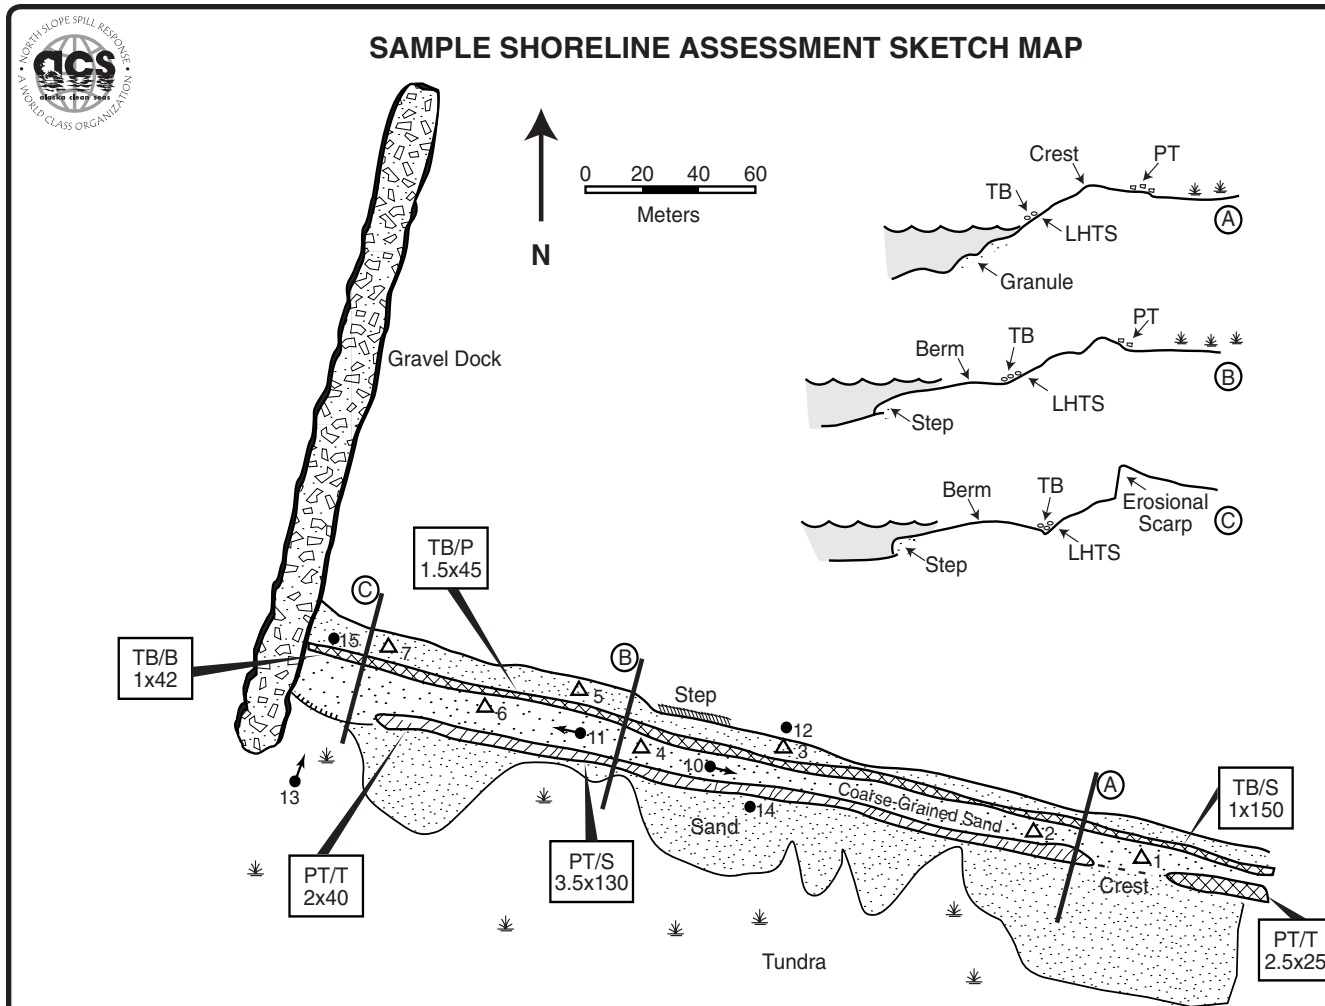 • NORTH SLOPE SPILL RESPONSE •
A WORLD CLASS ORGANIZATION
acs
alaska clean seas
SAMPLE SHORELINE ASSESSMENT SKETCH MAP
0 20 40 60
Meters
N
Gravel Dock
Crest
PT
TB
LHTS
Granule
A
PT
TB
Berm
LHTS
Step
B
Berm
TB
Erosional
Scarp
LHTS
Step
C
TB/P
1.5x45
C
TB/B
1x42
15
7
B
Step
5
6
11
4
12
3
10
13
14
Sand
Coarse-Grained Sand
2
A
TB/S
1x150
1
Crest
PT/T
2x40
PT/S
3.5x130
PT/T
2.5x25
Tundra